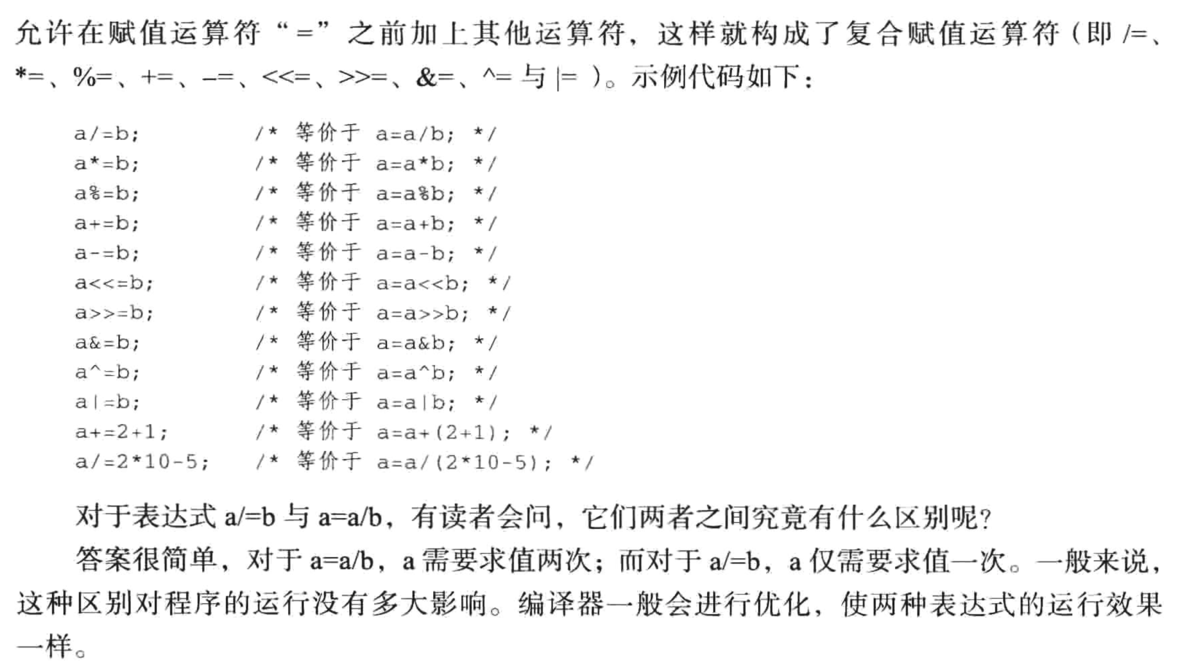 允许在赋值运算符“=”之前加上其他运算符，这样就构成了复合赋值运算符（即 /=、
*=、%=、+=、–=、<<=、>>=、&=、^= 与 |= ）。示例代码如下：
a/=b; /* 等价于 a=a/b; */
a*=b; /* 等价于 a=a*b; */
a%=b; /* 等价于 a=a%b; */
a+=b; /* 等价于 a=a+b; */
a-=b; /* 等价于 a=a-b; */
a<<=b; /* 等价于 a=a<<b; */
a>>=b; /* 等价于 a=a>>b; */
a&=b; /* 等价于 a=a&b; */
a^=b; /* 等价于 a=a^b; */
a|=b; /* 等价于 a=a|b; */
a+=2+1; /* 等价于 a=a+(2+1); */
a/=2*10-5; /* 等价于 a=a/(2*10-5); */
对于表达式 a/=b 与 a=a/b，有读者会问，它们两者之间究竟有什么区别呢？
答案很简单，对于 a=a/b，a 需要求值两次；而对于 a/=b，a 仅需要求值一次。一般来说，
这种区别对程序的运行没有多大影响。编译器一般会进行优化，使两种表达式的运行效果
一样。